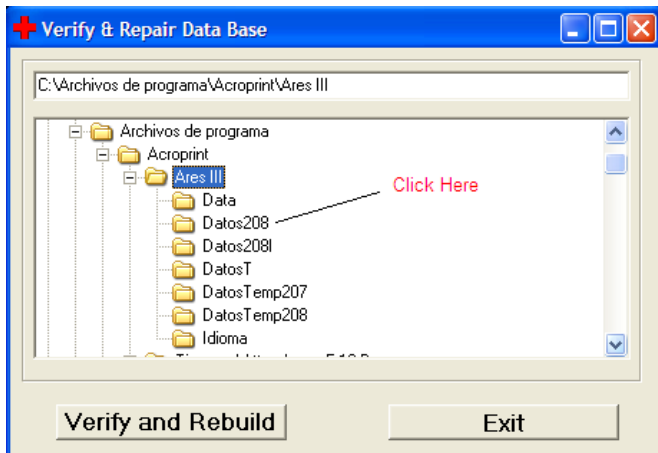 Verify & Repair Data Base
C:\Archivos de programa\Acroprint\Ares III
Archivos de programa
Acroprint
Ares III
Click Here
Data
Datos208
Datos208I
DatosT
DatosTemp207
DatosTemp208
Idioma
Verify and Rebuild
Exit